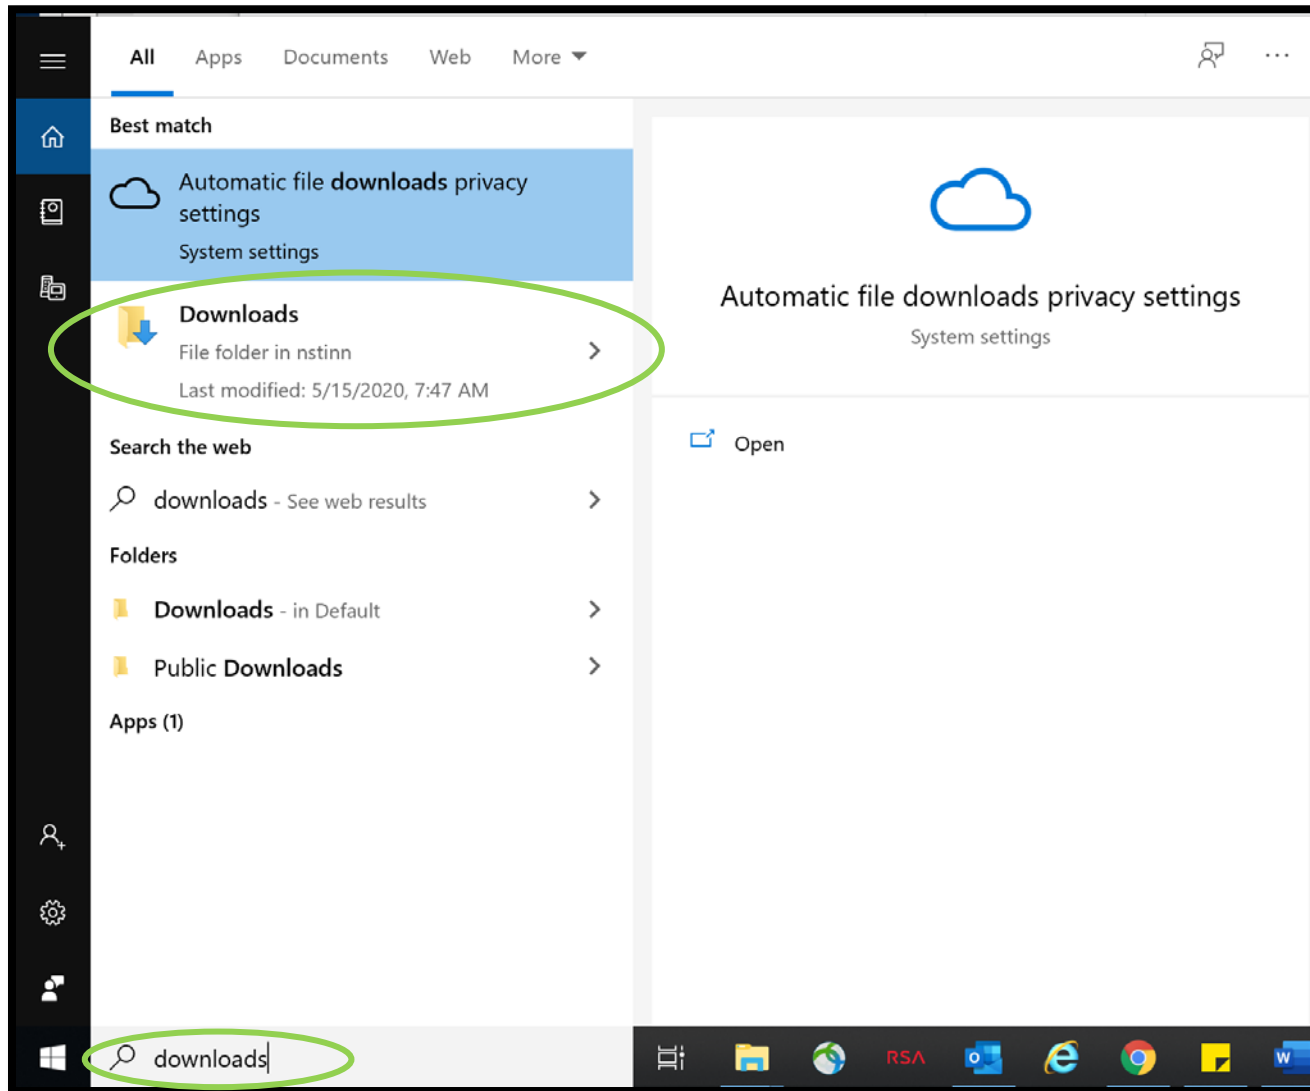 All Apps Documents Web More
Best match
Automatic file downloads privacy
settings
System settings
Downloads
File folder in nstinn
Last modified: 5/15/2020, 7:47 AM
Search the web
downloads - See web results
Folders
Downloads - in Default
Public Downloads
Apps (1)
Automatic file downloads privacy settings
System settings
Open
downloads
RSA